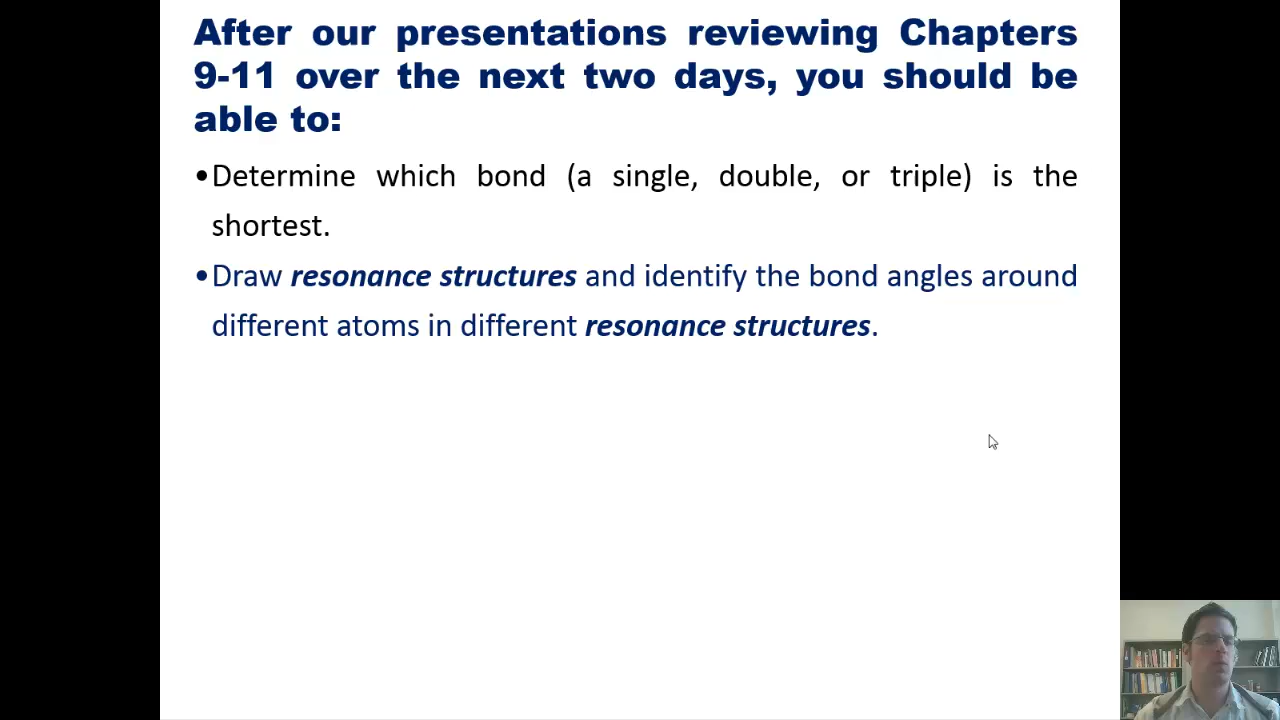 After our presentations reviewing Chapters
9-11 over the next two days, you should be
able to:
•Determine which bond (a single, double, or triple) is the
shortest.
•Draw resonance structures and identify the bond angles around
different atoms in different resonance structures.